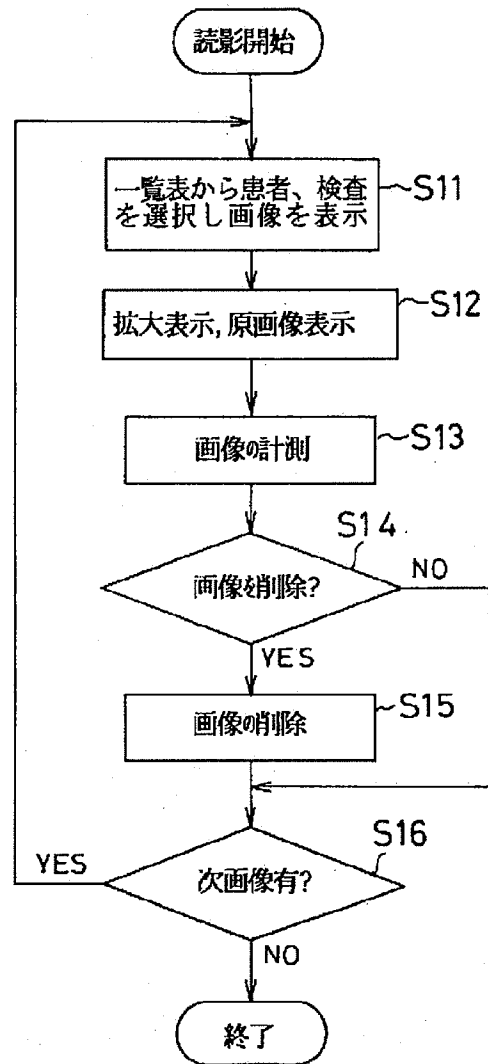 読影開始
一覧表から患者、検査
を選択し画像を表示
S11
拡大表示,原画像表示
S12
画像の計測
S13
S14
画像を削除?
NO
YES
画像の削除
S15
S16
YES
次画像有?
NO
終了